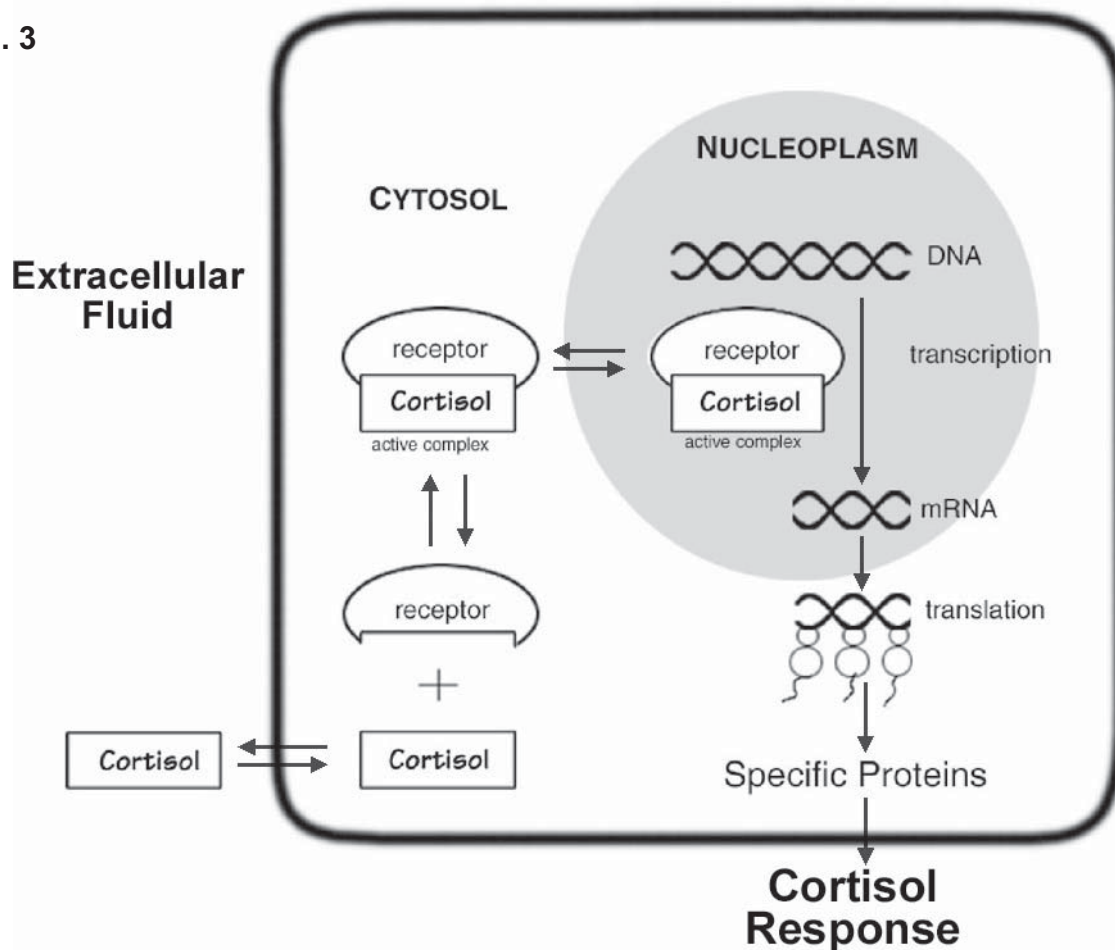 . 3
NUCLEOPLASM
CYTOSOL
DNA
Extracellular
Fluid
receptor
Cortisol
active complex
receptor
Cortisol
active complex
transcription
mRNA
receptor
translation
+
Cortisol
Cortisol
Specific Proteins
Cortisol
Response